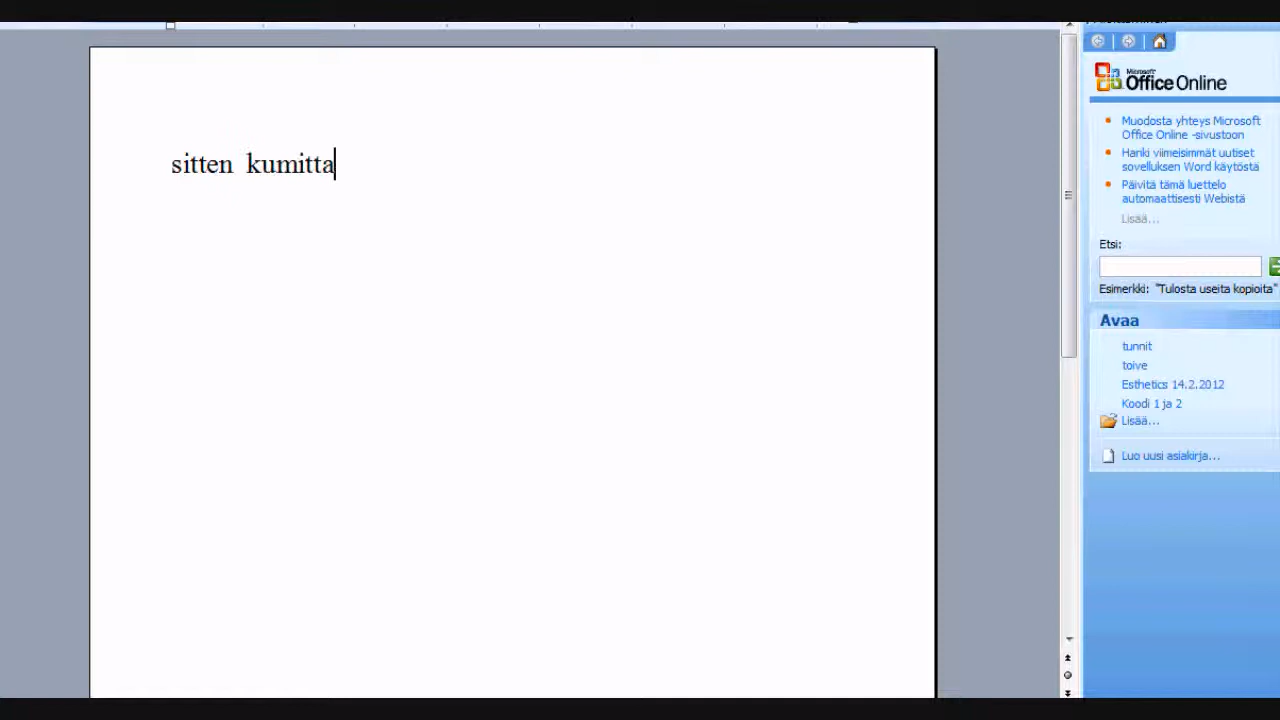 sitten kumitta
Microsoft
Office Online
Muodosta yhteys Microsoft
Office Online -sivustoon
Hanki viimeisimmät uutiset
sovelluksen Word käytöstä
Päivitä tämä luettelo
automaattisesti Webistä
Lisää...
Etsi:
Esimerkki: "Tulosta useita kopioita"
Avaa
tunnit
toive
Esthetics 14.2.2012
Koodi 1 ja 2
Lisää...
Luo uusi asiakirja...